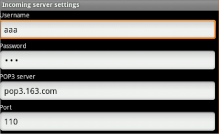 Incoming server settings
Username
aaa
Password
•••
POP3 server
pop3.163.com
Port
110